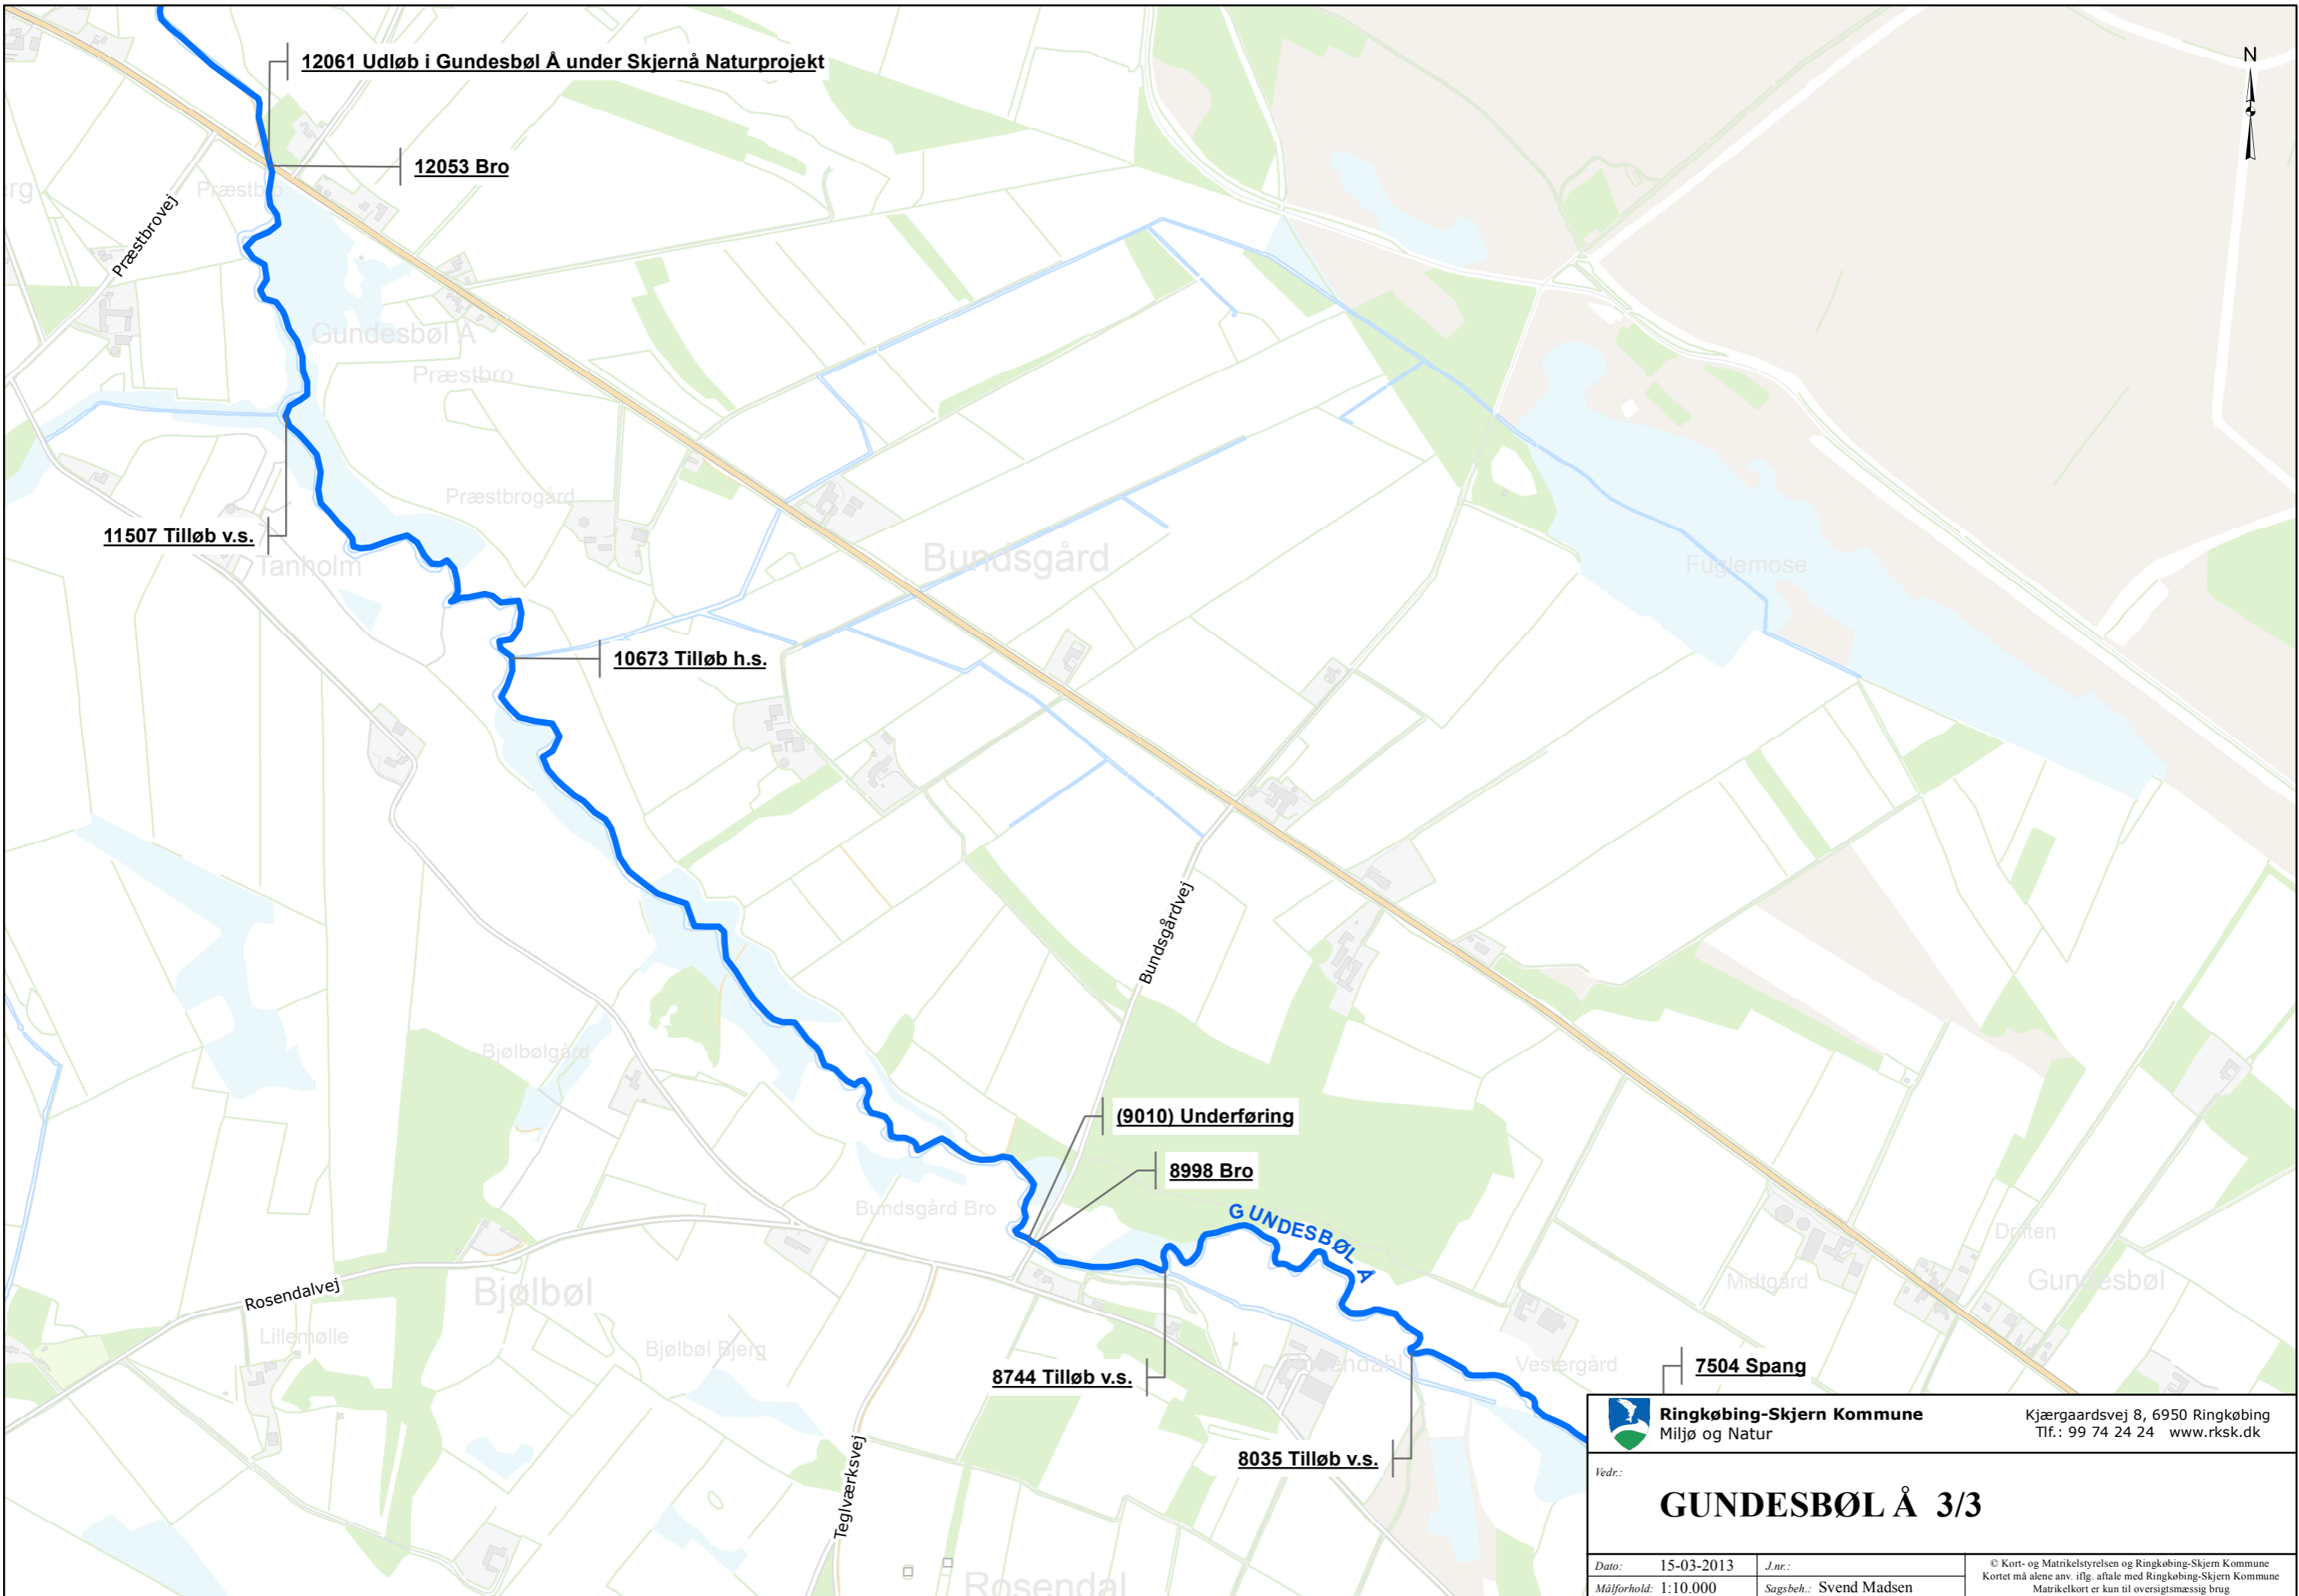 12061 Udløb i Gundesbøl Å under Skjernå Naturprojekt
N
12053 Bro
Præstbro
Præstbrovej
Gundesbøl Å
Præstbro
Præstbrogård
11507 Tilløb v.s.
Tanholm
Bundsgård
Fuglemose
10673 Tilløb h.s.
Bundsgårdvej
Bjølbølgård
(9010) Underføring
8998 Bro
Bundsgård Bro
GUNDESBØL Å
Midtgård
Gundesbøl
Rosendalvej
Bjølbøl
Lillemølle
Bjølbøl Bjerg
8744 Tilløb v.s.
Vestergård
7504 Spang
8035 Tilløb v.s.
Teglværksvej
Rosendal
Ringkøbing-Skjern Kommune
Miljø og Natur
Kjærgaardsvej 8, 6950 Ringkøbing
Tlf.: 99 74 24 24 www.rksk.dk
Vedr.:
GUNDESBØL Å 3/3
Dato: 15-03-2013
J.nr.:
Målforhold: 1:10.000
Sagsbeh.: Svend Madsen
© Kort- og Matrikelstyrelsen og Ringkøbing-Skjern Kommune
Kortet må alene anv. iflg. aftale med Ringkøbing-Skjern Kommune
Matrikelkort er kun til oversigtsmæssig brug